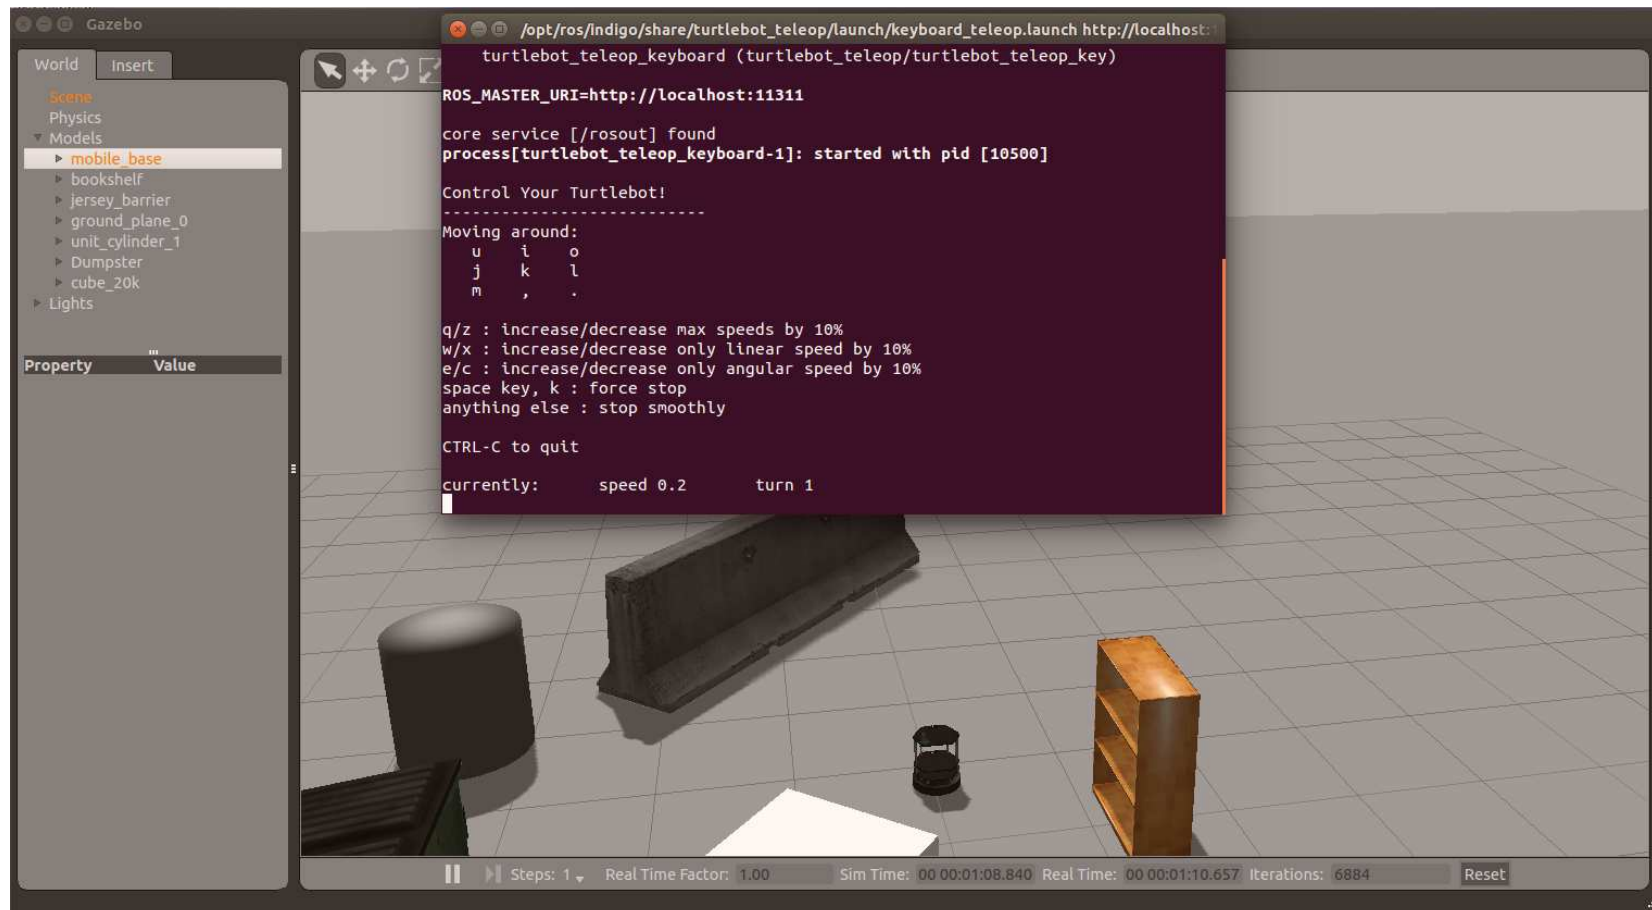 Gazebo
World Insert
Scene
Physics
Models
mobile_base
bookshelf
jersey_barrier
ground_plane_0
unit_cylinder_1
Dumpster
cube_20k
Lights
Property Value
/opt/ros/indigo/share/turtlebot_teleop/launch/keyboard_teleop.launch http://localhost:1
turtlebot_teleop_keyboard (turtlebot_teleop/turtlebot_teleop_key)
ROS_MASTER_URI=http://localhost:11311
core service [/rosout] found
process[turtlebot_teleop_keyboard-1]: started with pid [10500]
Control Your Turtlebot!
---------------------------
Moving around:
u i o
j k l
m , .
q/z : increase/decrease max speeds by 10%
w/x : increase/decrease only linear speed by 10%
e/c : increase/decrease only angular speed by 10%
space key, k : force stop
anything else : stop smoothly
CTRL-C to quit
currently: speed 0.2 turn 1
Steps: 1 Real Time Factor: 1.00 Sim Time: 00 00:01:08.840 Real Time: 00 00:01:10.657 Iterations: 6884 Reset